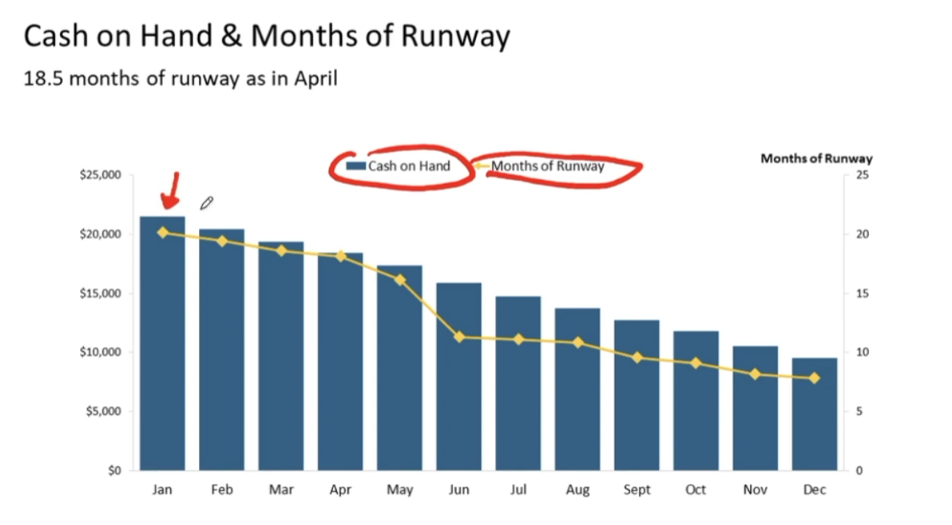 Cash on Hand & Months of Runway
18.5 months of runway as in April
Cash on Hand Months of Runway
Months of Runway
$25,000 25
$20,000 20
$15,000 15
$10,000 10
$5,000 5
$0 0
Jan Feb Mar Apr May Jun Jul Aug Sept Oct Nov Dec